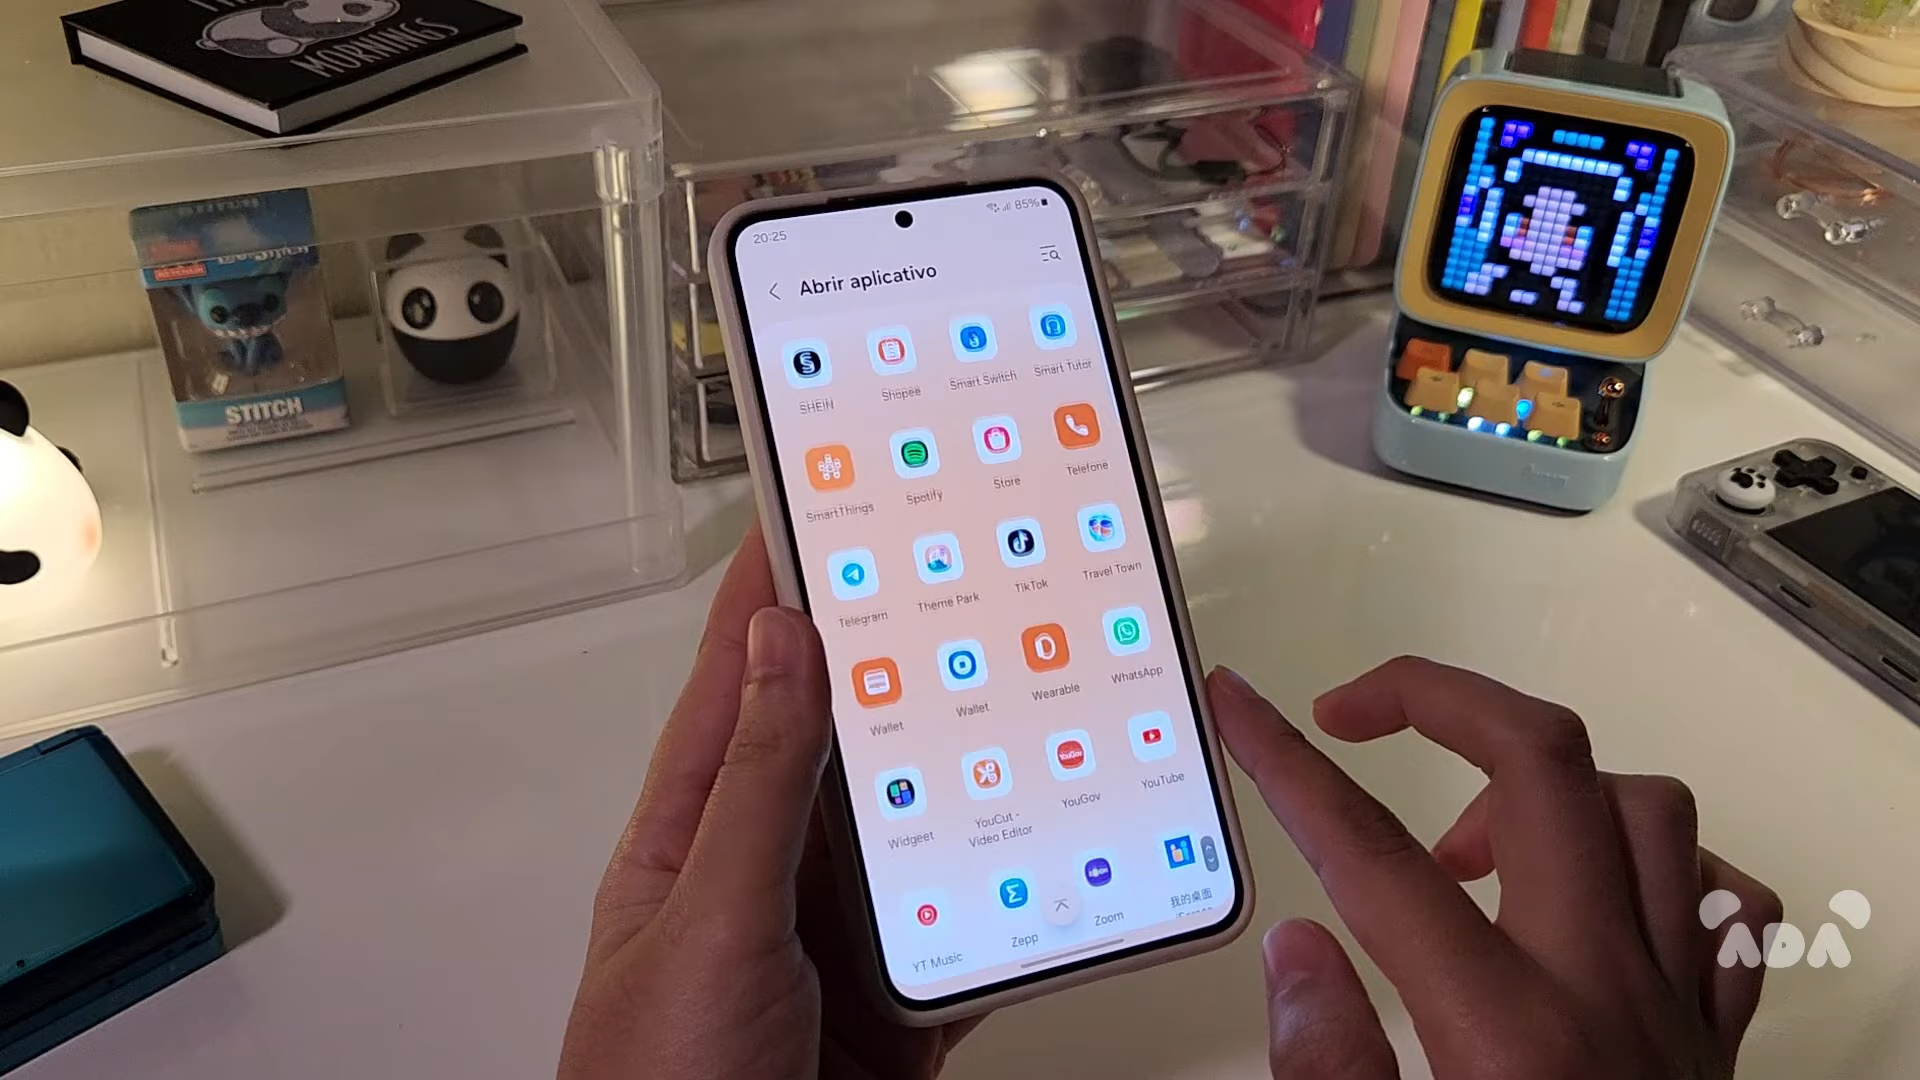 MORNINGS
STITCH
20:25
85%
Abrir aplicativo
SHEIN
Shopee
Smart Switch
Smart Tutor
SmartThings
Spotify
Store
Telefone
Telegram
Theme Park
TikTok
Travel Town
Wallet
Wallet
Wearable
WhatsApp
Widgeet
YouCut -
Video Editor
YouGov
YouGov
YouTube
YT Music
Zepp
Zoom
我的桌面
ADA